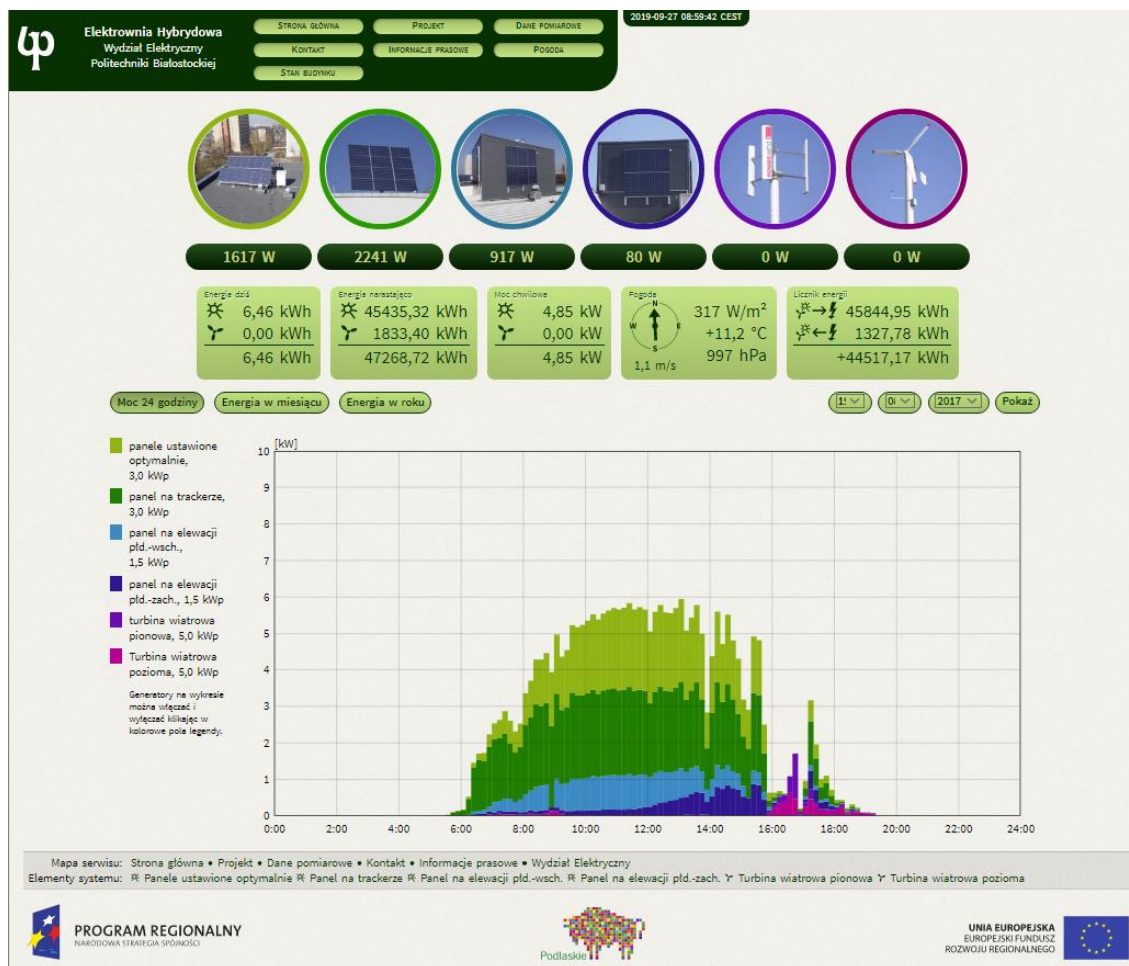 Elektrownia Hybrydowa
Wydział Elektryczny
Politechniki Białostockiej
STRONA GŁÓWNA
PROJEKT
DANE POMIAROWE
KONTAKT
INFORMACJE PRASOWE
POGODA
STAN BUDYNKU
2019-09-27 08:59:42 CEST
1617 W
2241 W
917 W
80 W
0 W
0 W
Energia dziś
6,46 kWh
0,00 kWh
6,46 kWh
Energia narastająco
45435,32 kWh
1833,40 kWh
47268,72 kWh
Moc chwilowa
4,85 kW
0,00 kW
4,85 kW
Pogoda
N
W E
S
1,1 m/s
317 W/m²
+11,2 °C
997 hPa
Licznik energii
45844,95 kWh
1327,78 kWh
+44517,17 kWh
Moc 24 godziny
Energia w miesiącu
Energia w roku
2017
Pokaż
panele ustawione
optymalnie,
3,0 kWp
panel na trackerze,
3,0 kWp
panel na elewacji
płd.-wsch.,
1,5 kWp
panel na elewacji
płd.-zach., 1,5 kWp
turbina wiatrowa
pionowa, 5,0 kWp
Turbina wiatrowa
pozioma, 5,0 kWp
Generatory na wykresie
można włączać i
wyłączać klikając w
kolorowe pola legendy.
[kW]
10
9
8
7
6
5
4
3
2
1
0
0:00 2:00 4:00 6:00 8:00 10:00 12:00 14:00 16:00 18:00 20:00 22:00 24:00
Mapa serwisu: Strona główna • Projekt • Dane pomiarowe • Kontakt • Informacje prasowe • Wydział Elektryczny
Elementy systemu: Panele ustawione optymalnie Panel na trackerze Panel na elewacji płd.-wsch. Panel na elewacji płd.-zach. Turbina wiatrowa pionowa Turbina wiatrowa pozioma
PROGRAM REGIONALNY
NARODOWA STRATEGIA SPÓJNOŚCI
Podlaskie
UNIA EUROPEJSKA
EUROPEJSKI FUNDUSZ
ROZWOJU REGIONALNEGO